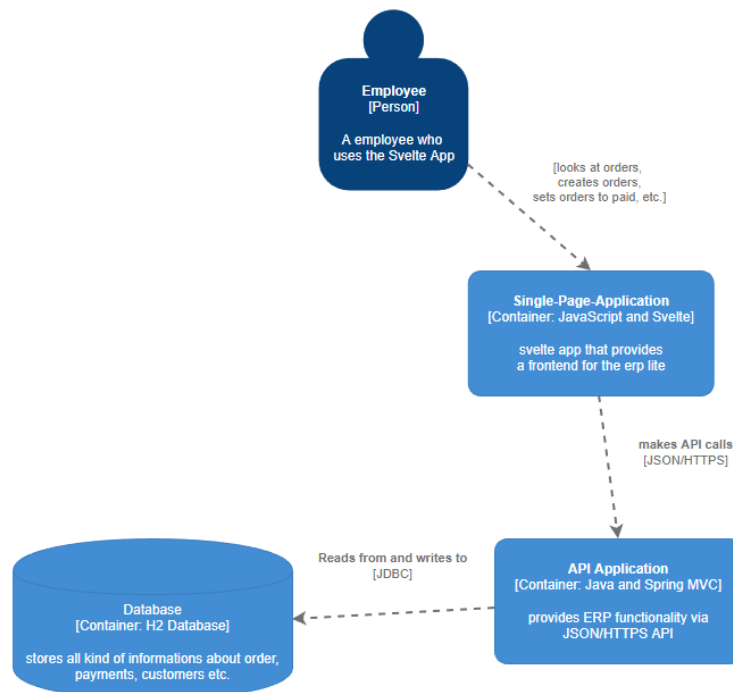 Employee
[Person]
A employee who
uses the Svelte App
[looks at orders,
creates orders,
sets orders to paid, etc.]
Single-Page-Application
[Container: JavaScript and Svelte]
svelte app that provides
a frontend for the erp lite
makes API calls
[JSON/HTTPS]
Reads from and writes to
[JDBC]
API Application
[Container: Java and Spring MVC]
provides ERP functionality via
JSON/HTTPS API
Database
[Container: H2 Database]
stores all kind of informations about order,
payments, customers etc.